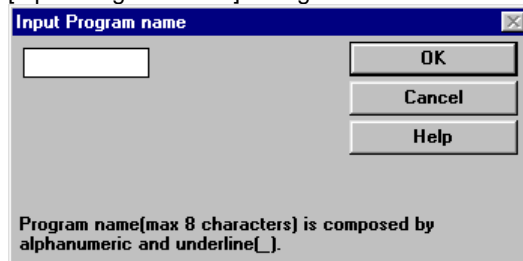 Input Program name
OK
Cancel
Help
Program name(max 8 characters) is composed by
alphanumeric and underline(_).